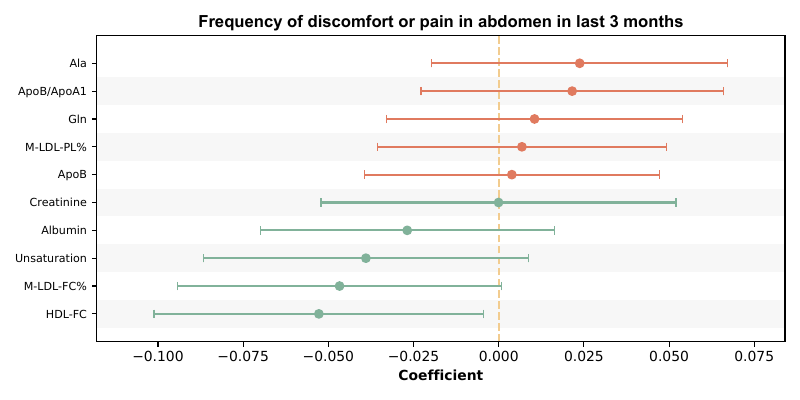 Frequency of discomfort or pain in abdomen in last 3 months
Ala
ApoB/ApoA1
Gln
M-LDL-PL%
ApoB
Creatinine
Albumin
Unsaturation
M-LDL-FC%
HDL-FC
−0.100 −0.075 −0.050 −0.025 0.000 0.025 0.050 0.075
Coefficient